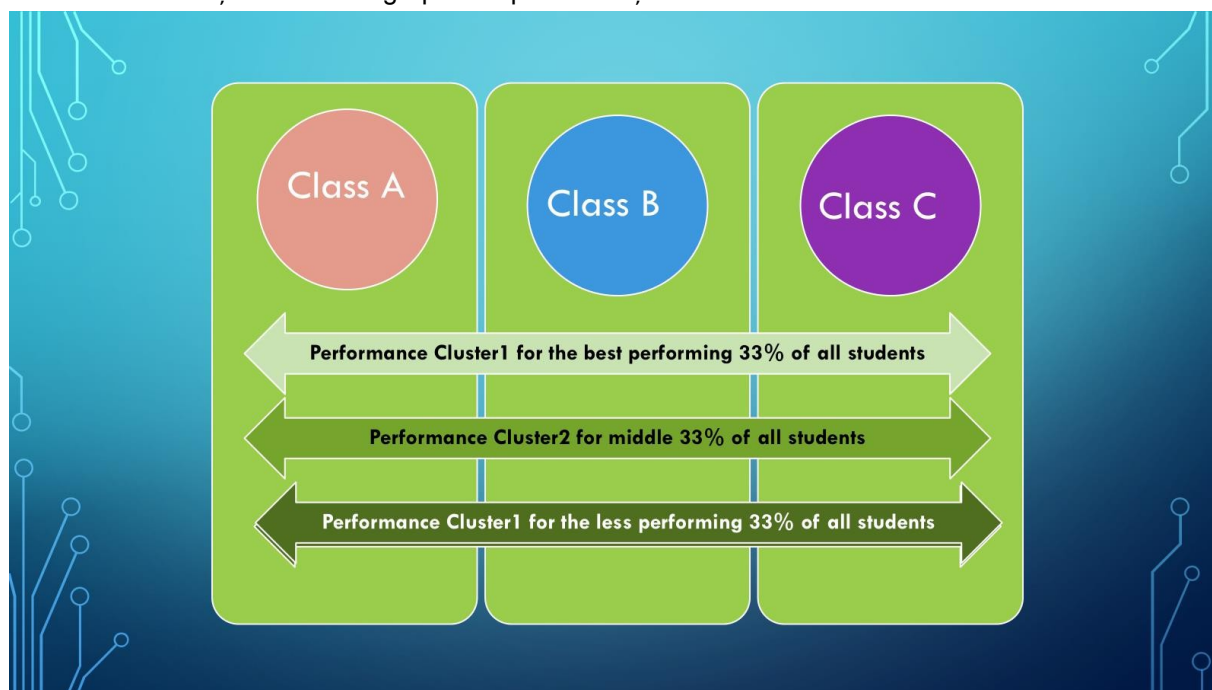 Class A
Class B
Class C
Performance Cluster1 for the best performing 33% of all students
Performance Cluster2 for middle 33% of all students
Performance Cluster1 for the less performing 33% of all students